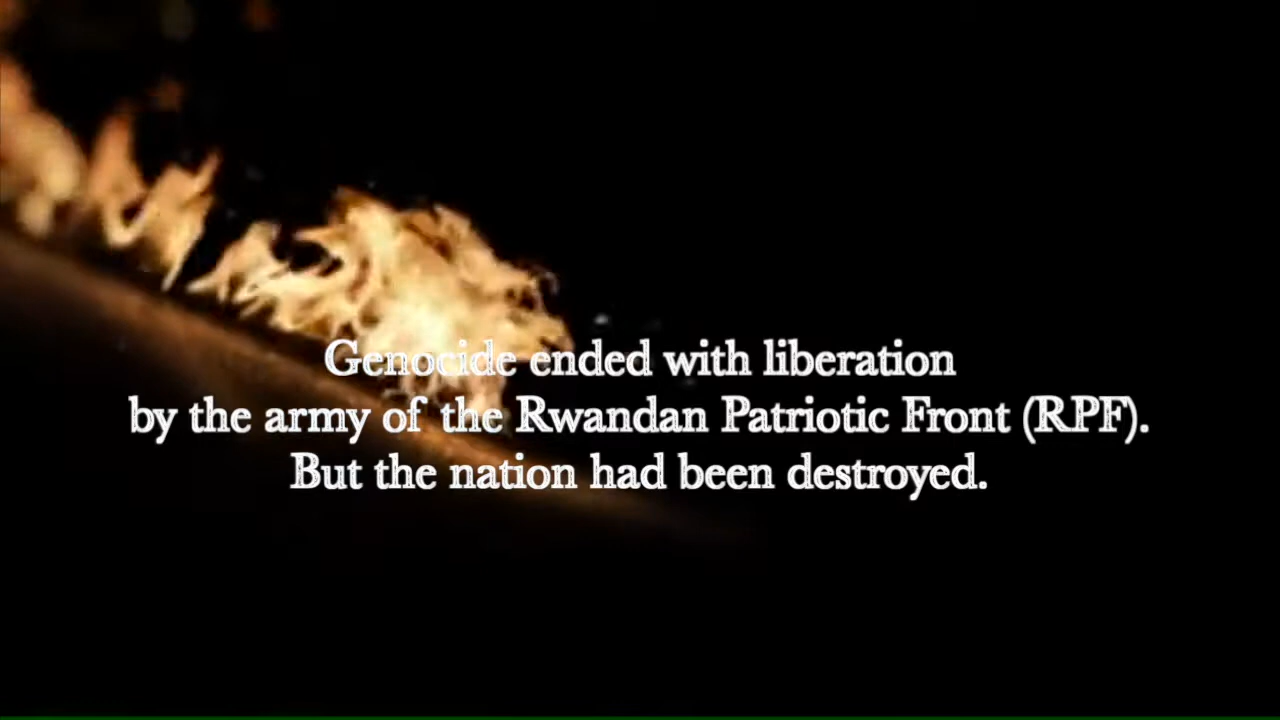 Genocide ended with liberation
by the army of the Rwandan Patriotic Front (RPF).
But the nation had been destroyed.